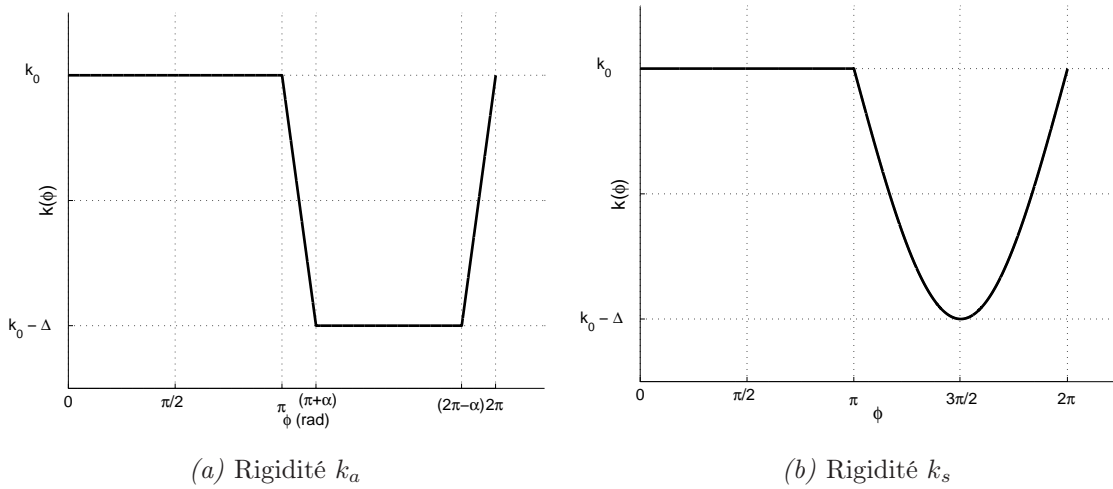 k₀
k(ϕ)
k₀ − Δ
0 π/2 π (π+α) (2π−α) 2π
ϕ (rad)
(a) Rigidité kₐ
k₀
k(ϕ)
k₀ − Δ
0 π/2 π 3π/2 2π
ϕ
(b) Rigidité kₛ